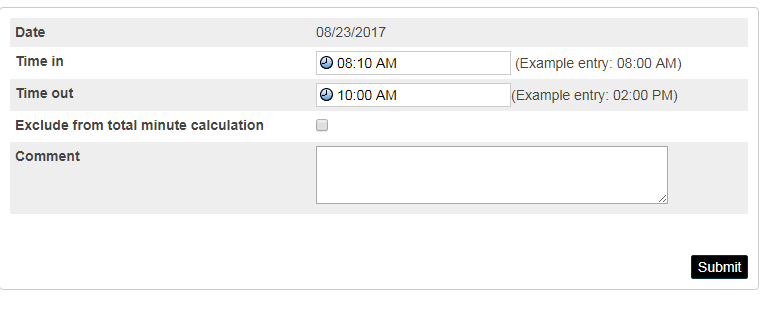 Date 08/23/2017
Time in 08:10 AM (Example entry: 08:00 AM)
Time out 10:00 AM (Example entry: 02:00 PM)
Exclude from total minute calculation
Comment
Submit